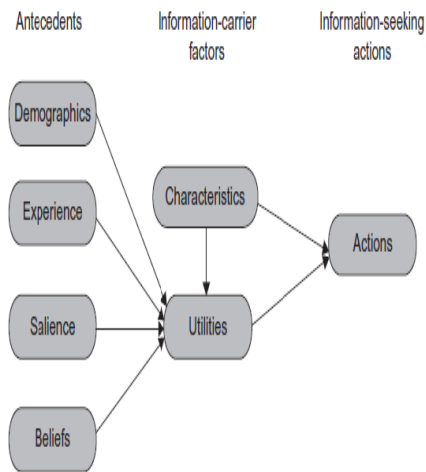 Antecedents
Information-carrier
factors
Information-seeking
actions
Demographics
Experience
Salience
Beliefs
Characteristics
Utilities
Actions